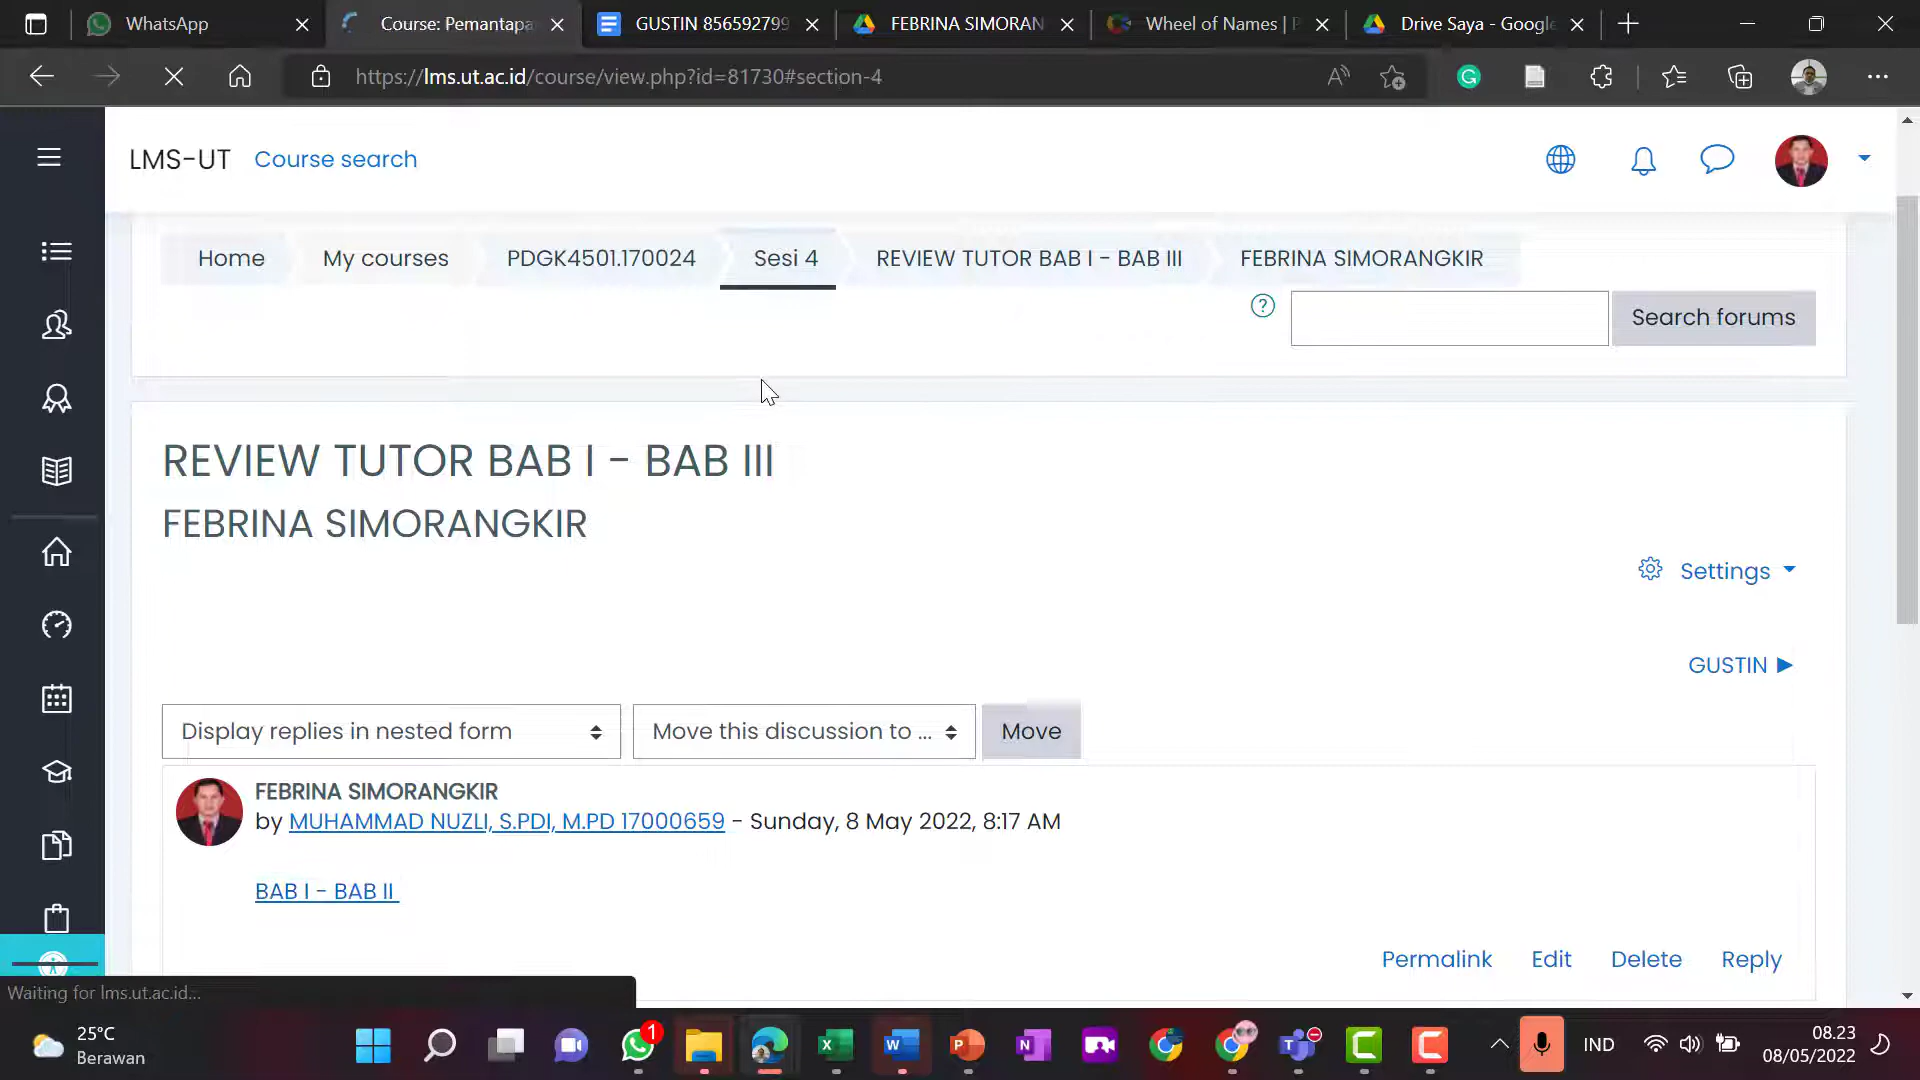 WhatsApp
Course: Pemantapa
GUSTIN 856592799
FEBRINA SIMORAN
Wheel of Names | P
Drive Saya - Google
https://lms.ut.ac.id/course/view.php?id=81730#section-4
LMS-UT
Course search
Home
My courses
PDGK4501.170024
Sesi 4
REVIEW TUTOR BAB I - BAB III
FEBRINA SIMORANGKIR
Search forums
REVIEW TUTOR BAB I - BAB III
FEBRINA SIMORANGKIR
Settings
GUSTIN ▶
Display replies in nested form
Move this discussion to ...
Move
FEBRINA SIMORANGKIR
by MUHAMMAD NUZLI, S.PDI, M.PD 17000659 - Sunday, 8 May 2022, 8:17 AM
BAB I - BAB II
Permalink
Edit
Delete
Reply
Waiting for lms.ut.ac.id...
25°C
Berawan
1
IND
08.23
08/05/2022